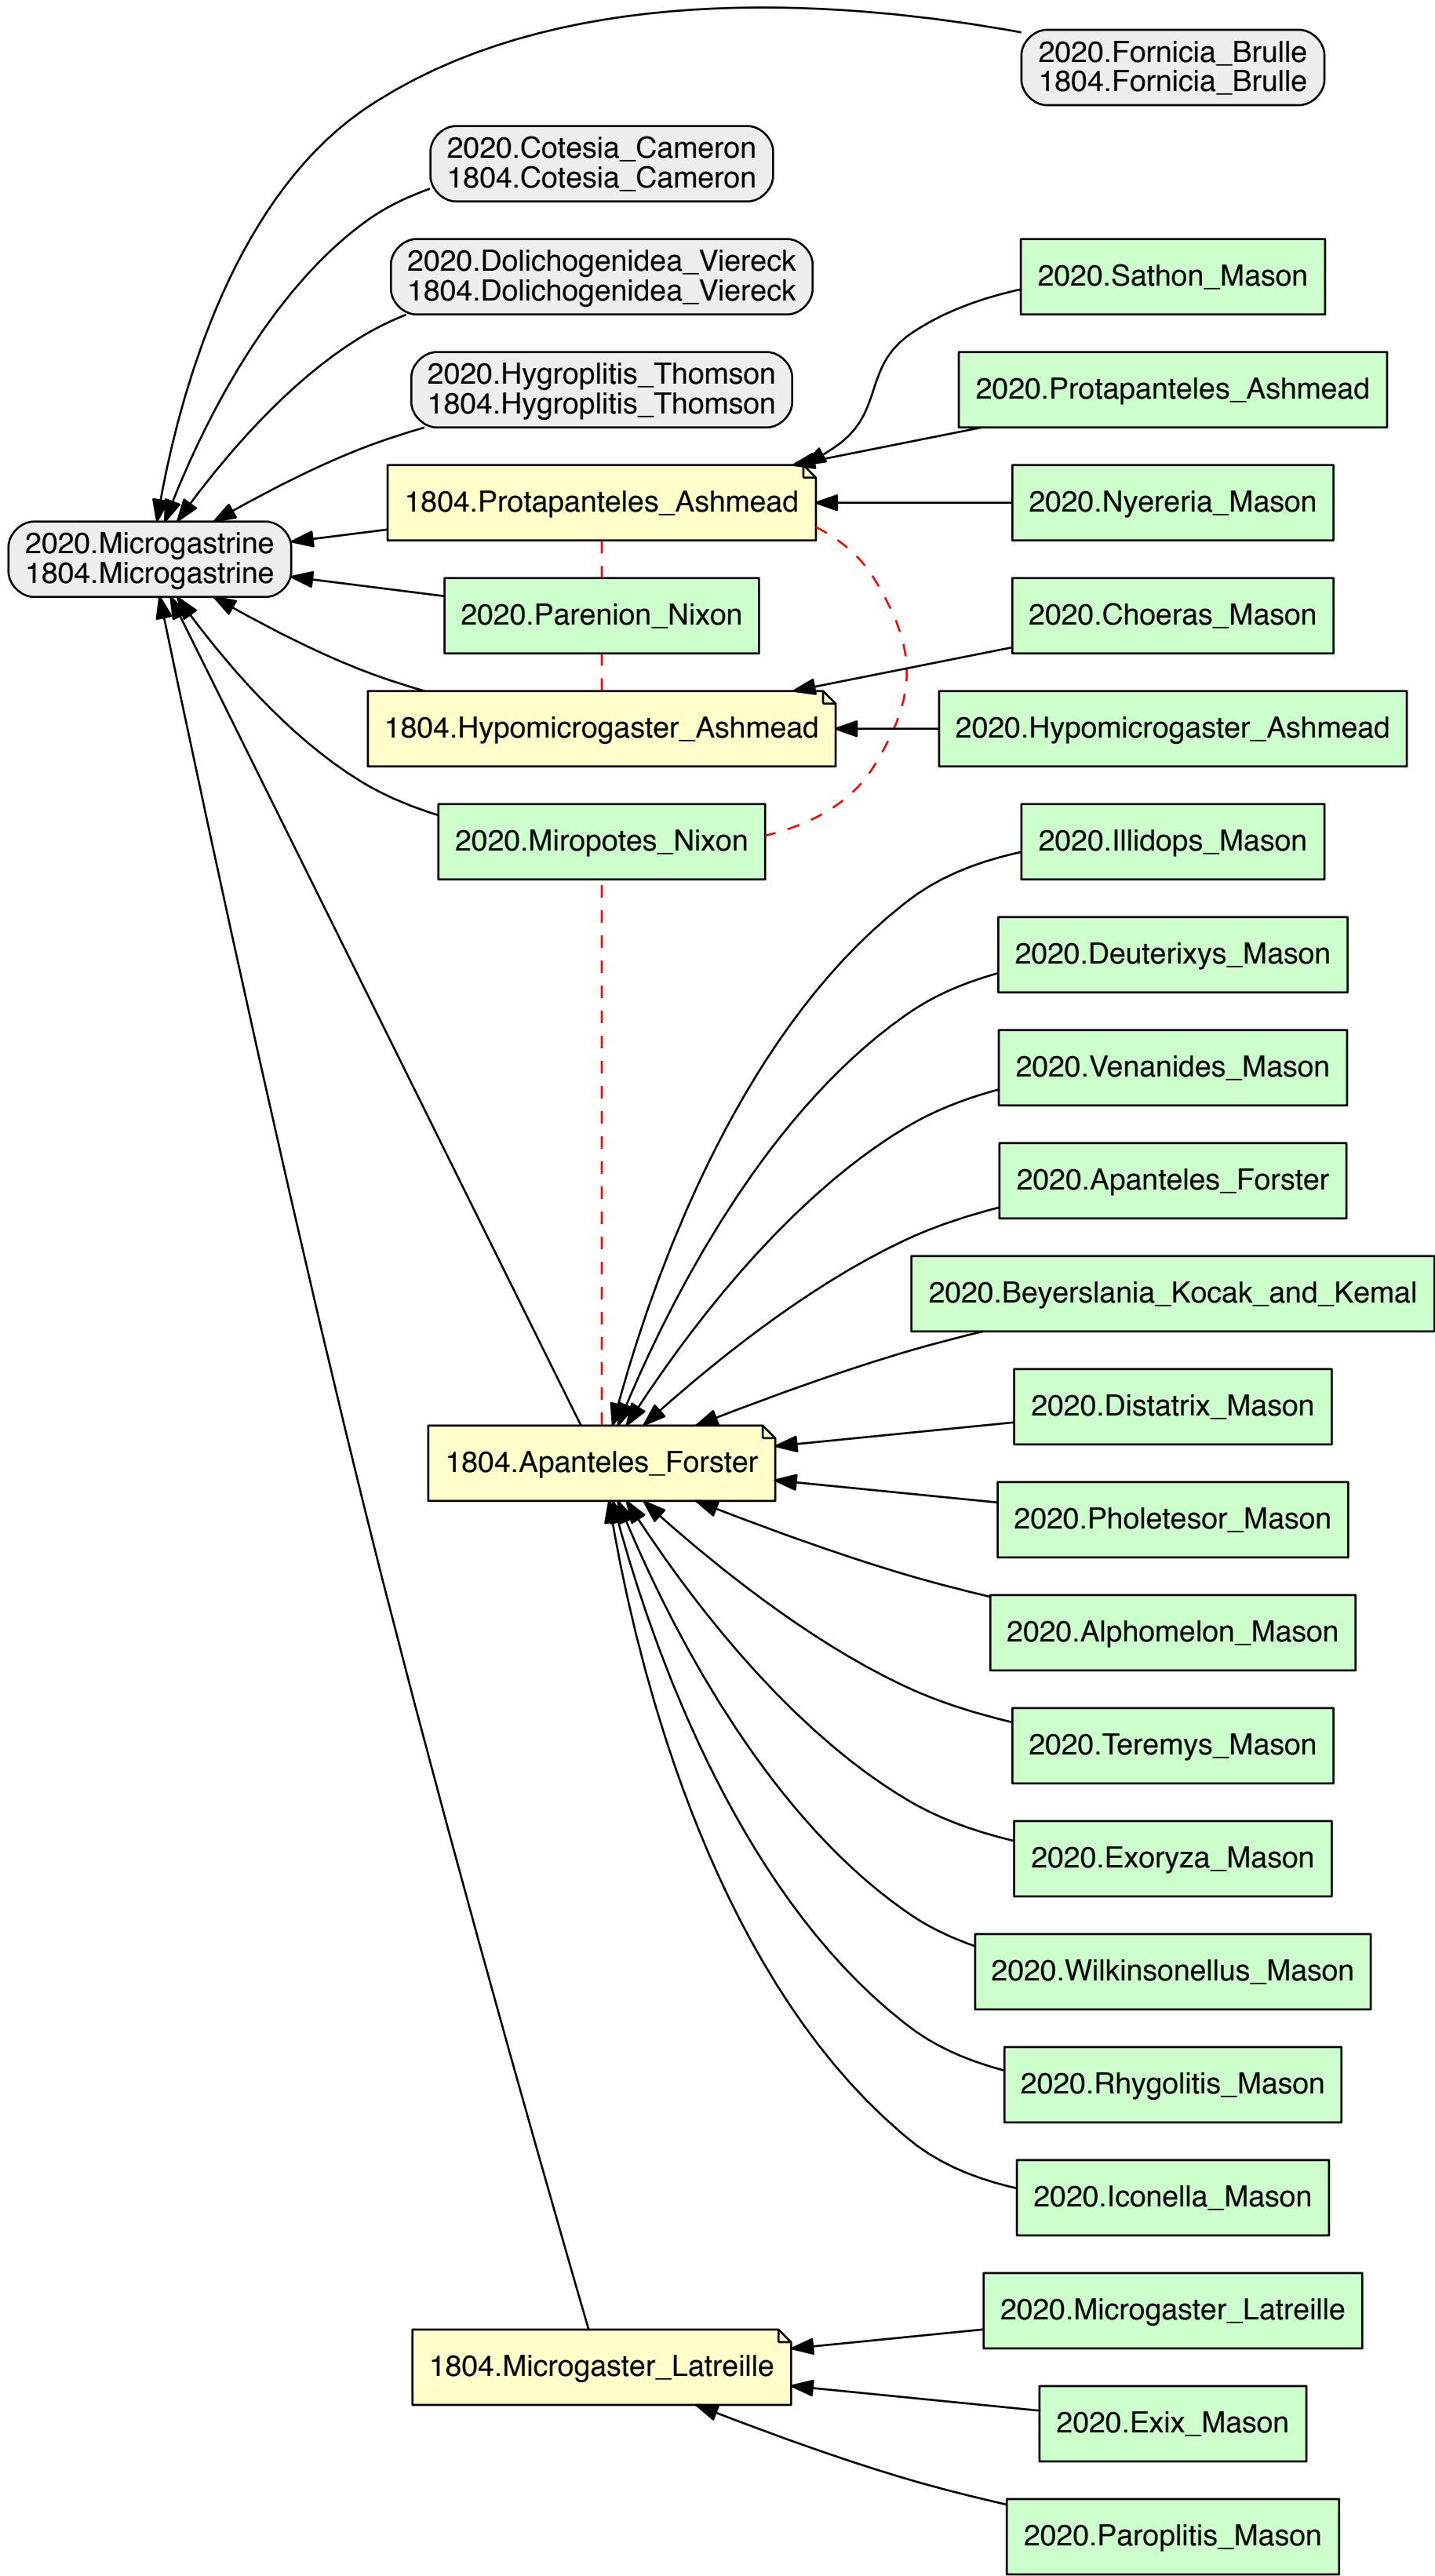 2020.Fornicia_Brulle
1804.Fornicia_Brulle
2020.Cotesia_Cameron
1804.Cotesia_Cameron
2020.Dolichogenidea_Viereck
1804.Dolichogenidea_Viereck
2020.Sathon_Mason
2020.Hygroplitis_Thomson
1804.Hygroplitis_Thomson
2020.Protapanteles_Ashmead
1804.Protapanteles_Ashmead
2020.Nyereria_Mason
2020.Microgastrine
1804.Microgastrine
2020.Parenion_Nixon
2020.Choeras_Mason
1804.Hypomicrogaster_Ashmead
2020.Hypomicrogaster_Ashmead
2020.Miropotes_Nixon
2020.Illidops_Mason
2020.Deuterixys_Mason
2020.Venanides_Mason
2020.Apanteles_Forster
2020.Beyerslania_Kocak_and_Kemal
2020.Distatrix_Mason
1804.Apanteles_Forster
2020.Pholetesor_Mason
2020.Alphomelon_Mason
2020.Teremys_Mason
2020.Exoryza_Mason
2020.Wilkinsonellus_Mason
2020.Rhygolitis_Mason
2020.Iconella_Mason
2020.Microgaster_Latreille
1804.Microgaster_Latreille
2020.Exix_Mason
2020.Paroplitis_Mason